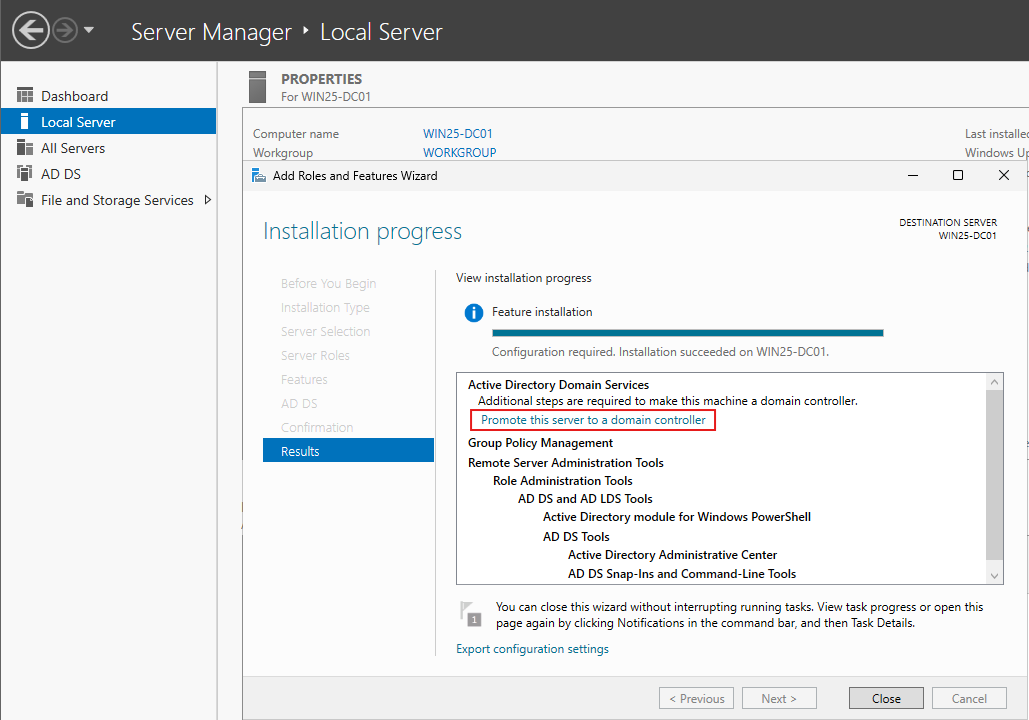 Server Manager ‣ Local Server
Dashboard
Local Server
All Servers
AD DS
File and Storage Services
PROPERTIES
For WIN25-DC01
Computer name WIN25-DC01
Workgroup WORKGROUP
Last installed
Windows Up
Add Roles and Features Wizard
Installation progress
DESTINATION SERVER
WIN25-DC01
Before You Begin
Installation Type
Server Selection
Server Roles
Features
AD DS
Confirmation
Results
View installation progress
Feature installation
Configuration required. Installation succeeded on WIN25-DC01.
Active Directory Domain Services
Additional steps are required to make this machine a domain controller.
Promote this server to a domain controller
Group Policy Management
Remote Server Administration Tools
Role Administration Tools
AD DS and AD LDS Tools
Active Directory module for Windows PowerShell
AD DS Tools
Active Directory Administrative Center
AD DS Snap-Ins and Command-Line Tools
1
You can close this wizard without interrupting running tasks. View task progress or open this
page again by clicking Notifications in the command bar, and then Task Details.
Export configuration settings
< Previous
Next >
Close
Cancel